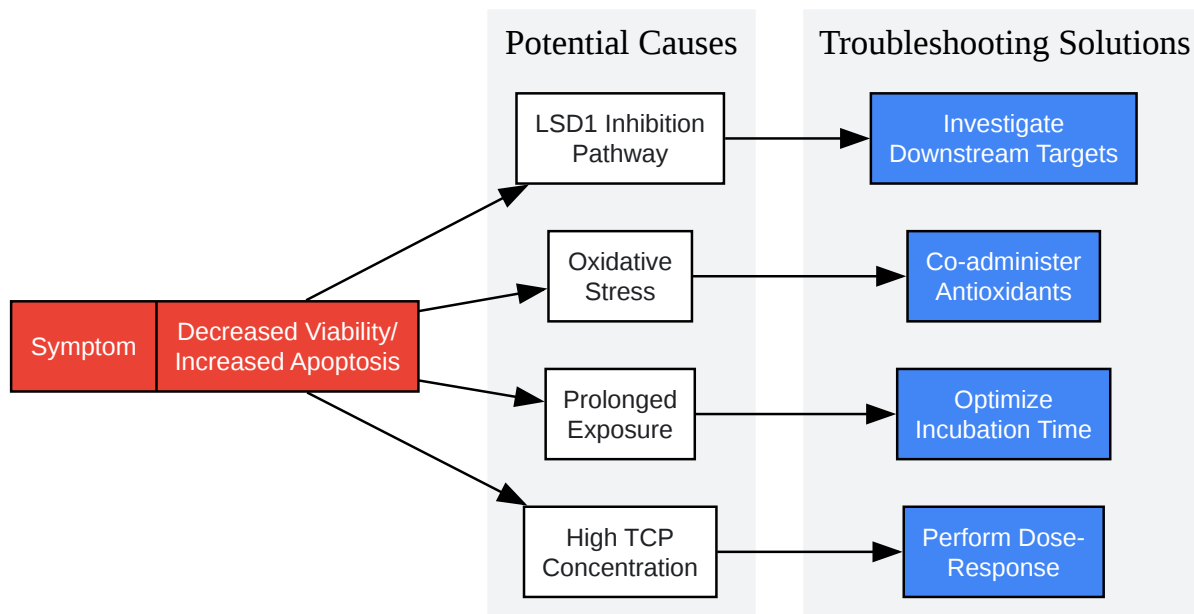 Potential Causes
Troubleshooting Solutions
LSD1 Inhibition
Pathway
Investigate
Downstream Targets
Oxidative
Stress
Co-administer
Antioxidants
Symptom
Decreased Viability/
Increased Apoptosis
Prolonged
Exposure
Optimize
Incubation Time
High TCP
Concentration
Perform Dose-
Response